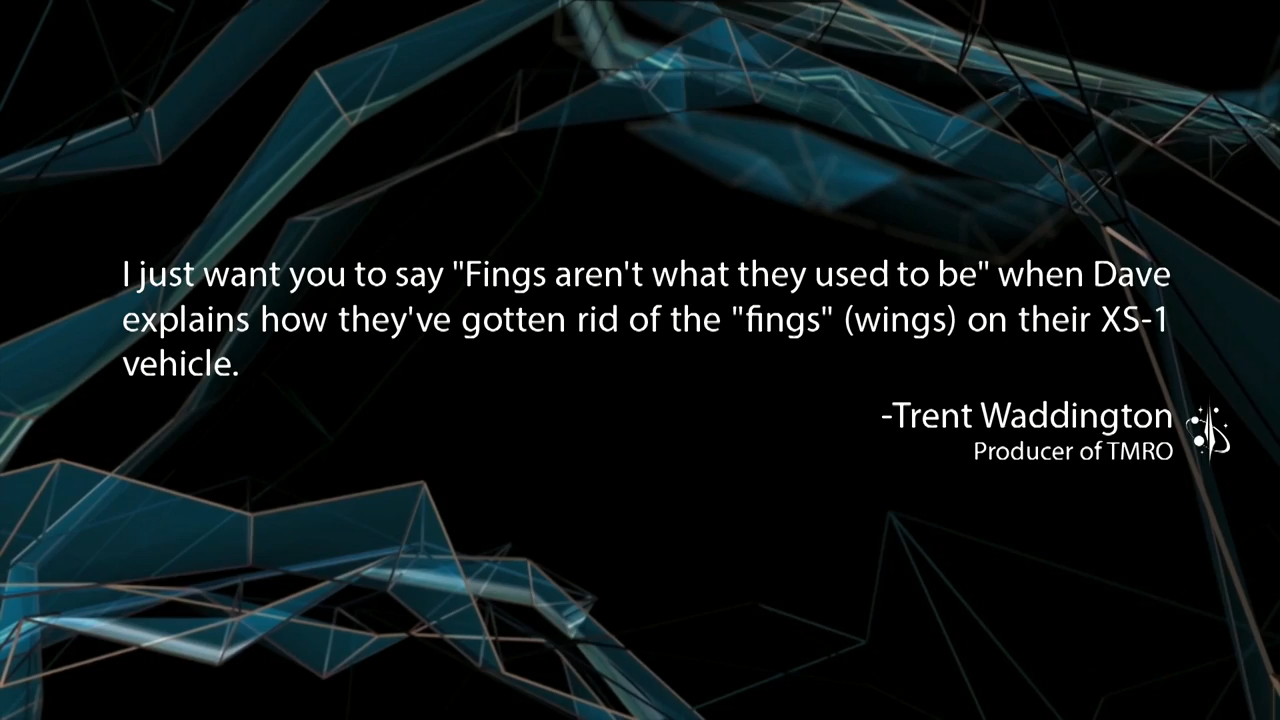 I just want you to say "Fings aren't what they used to be" when Dave
explains how they've gotten rid of the "fings" (wings) on their XS-1
vehicle.
-Trent Waddington
Producer of TMRO